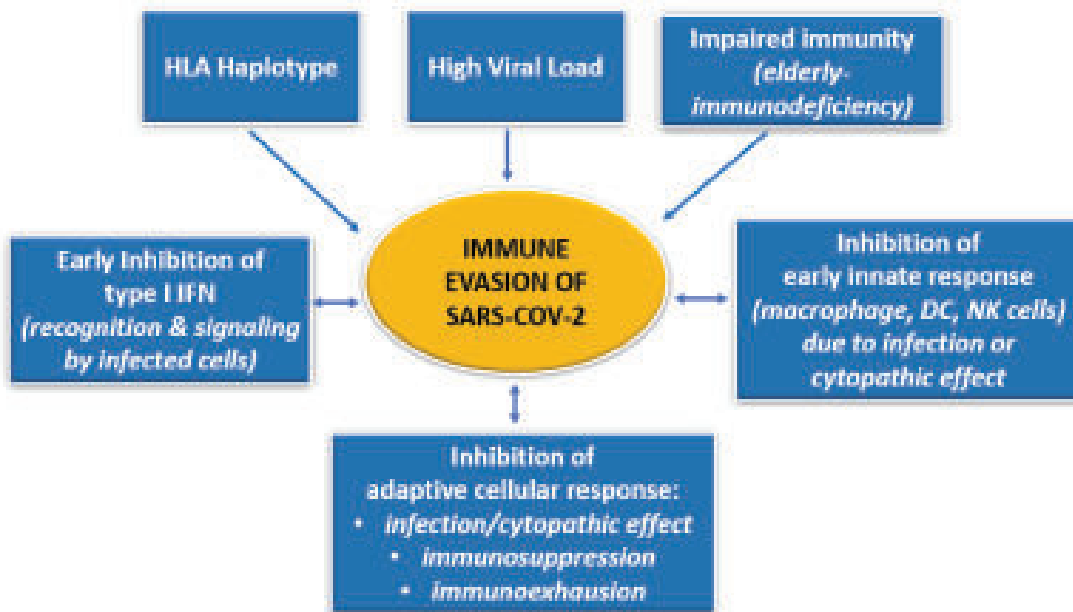 HLA Haplotype
High Viral Load
Impaired immunity
(elderly-
immunodeficiency)
Early Inhibition of
type I IFN
(recognition & signaling
by infected cells)
IMMUNE
EVASION OF
SARS-COV-2
Inhibition of
early innate response
(macrophage, DC, NK cells)
due to infection or
cytopathic effect
Inhibition of
adaptive cellular response:
• infection/cytopathic effect
• immunosuppression
• immunoexhausion